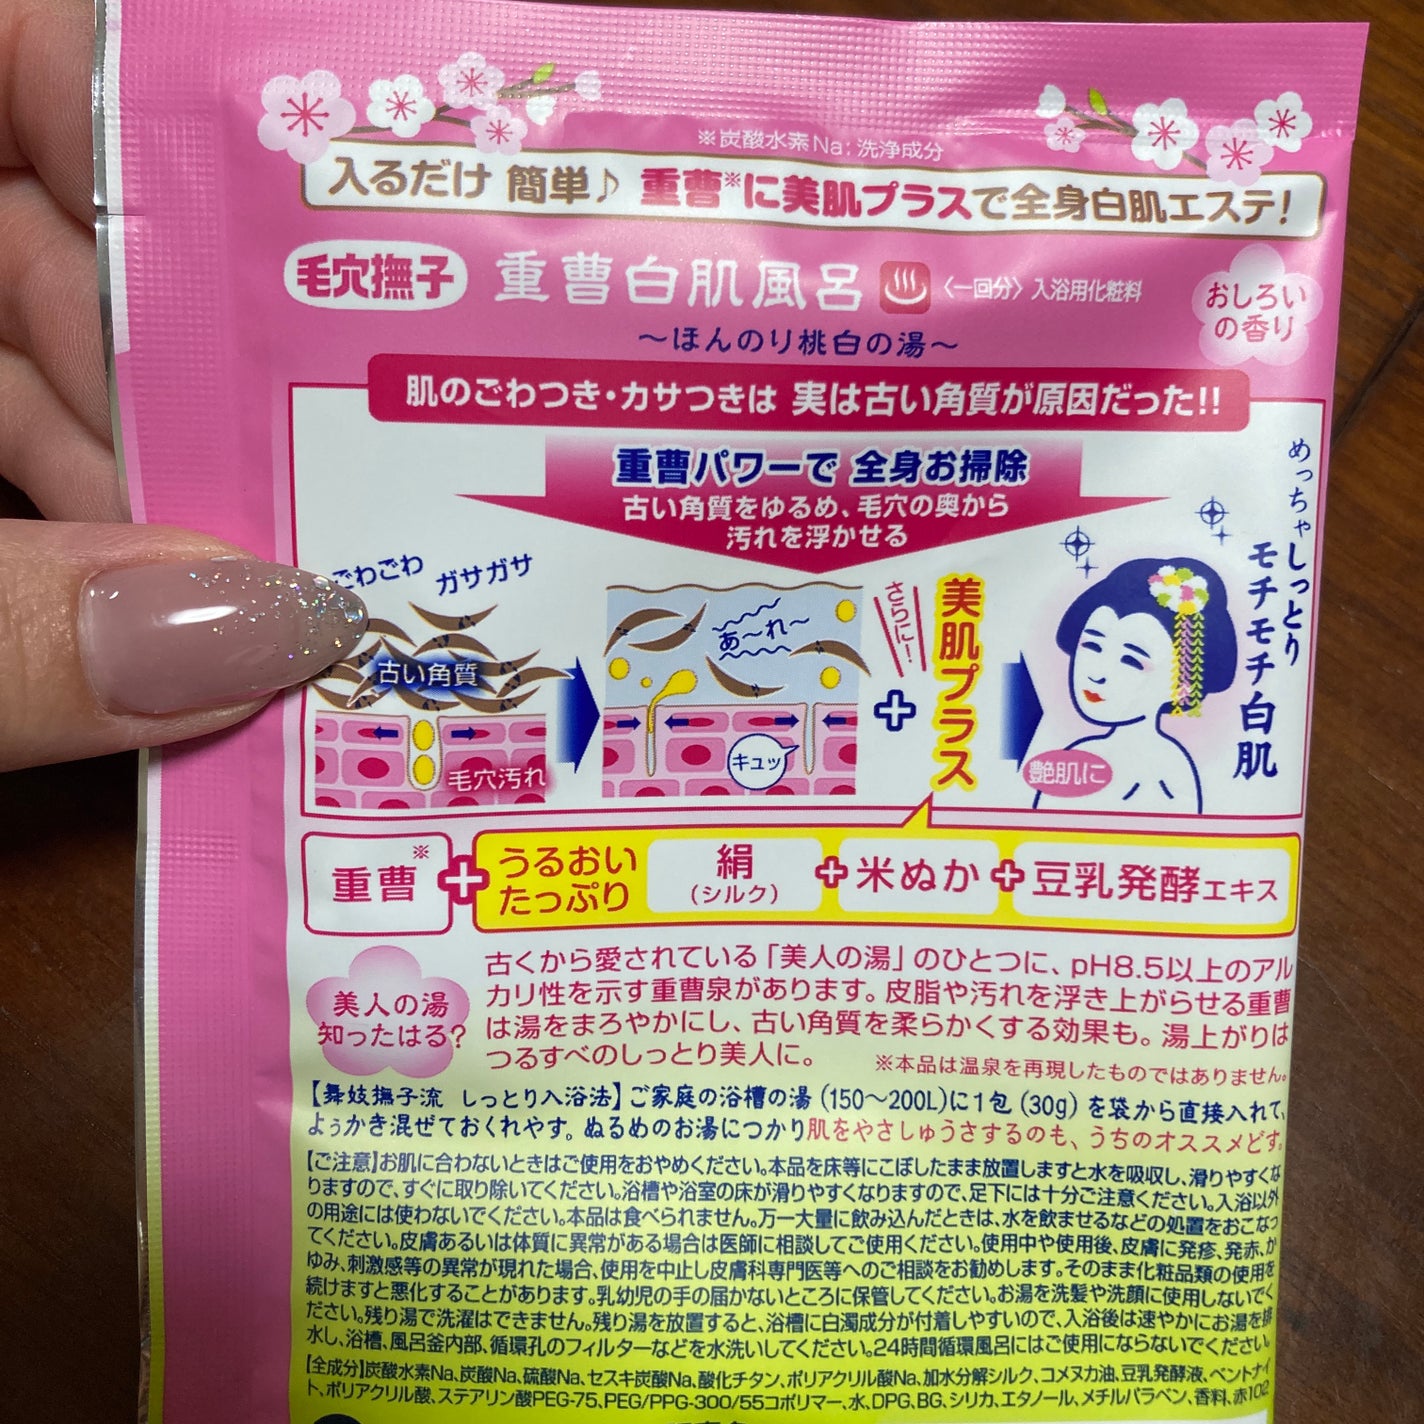 ※炭酸水素Na：洗浄成分
入るだけ 簡単♪ 重曹※に美肌プラスで全身白肌エステ！
毛穴撫子 重曹白肌風呂 〈一回分〉入浴用化粧料
おしろい
の香り
～ほんのり桃白の湯～
肌のごわつき・カサつきは 実は古い角質が原因だった!!
重曹パワーで 全身お掃除
古い角質をゆるめ、毛穴の奥から
汚れを浮かせる
ごわごわ ガサガサ
古い角質
毛穴汚れ
あ～れ～
キュッ
さらに！
+
美肌プラス
めっちゃしっとり
モチモチ白肌
艶肌に
重曹※ + うるおい
たっぷり
絹
（シルク）
+ 米ぬか + 豆乳発酵エキス
美人の湯
知ったはる？
古くから愛されている「美人の湯」のひとつに、pH8.5以上のアル
カリ性を示す重曹泉があります。皮脂や汚れを浮き上がらせる重曹
は湯をまろやかにし、古い角質を柔らかくする効果も。湯上がりは
つるすべのしっとり美人に。 ※本品は温泉を再現したものではありません。
【舞妓撫子流 しっとり入浴法】ご家庭の浴槽の湯（150～200L）に1包（30g）を袋から直接入れて、
よぅかき混ぜておくれやす。ぬるめのお湯につかり肌をやさしゅうさするのも、うちのオススメどす。
【ご注意】お肌に合わないときはご使用をおやめください。本品を床等にこぼしたまま放置しますと水を吸収し、滑りやすくな
りますので、すぐに取り除いてください。浴槽や浴室の床が滑りやすくなりますので、足下には十分ご注意ください。入浴以外
の用途には使わないでください。本品は食べられません。万一大量に飲み込んだときは、水を飲ませるなどの処置をおこなっ
てください。皮膚あるいは体質に異常がある場合は医師に相談してご使用ください。使用中や使用後、皮膚に発疹、発赤、か
ゆみ、刺激感等の異常が現れた場合、使用を中止し皮膚科専門医等へのご相談をお勧めします。そのまま化粧品類の使用を
続けますと悪化することがあります。乳幼児の手の届かないところに保管してください。お湯を洗髪や洗顔に使用しないでく
ださい。残り湯で洗濯はできません。残り湯を放置すると、浴槽に白濁成分が付着しやすいので、入浴後は速やかにお湯を排
水し、浴槽、風呂釜内部、循環孔のフィルターなどを水洗いしてください。24時間循環風呂にはご使用にならないでください。
【全成分】炭酸水素Na、炭酸Na、硫酸Na、セスキ炭酸Na、酸化チタン、ポリアクリル酸Na、加水分解シルク、コメヌカ油、豆乳発酵液、ベントナイ
ト、ポリアクリル酸、ステアリン酸PEG-75、PEG/PPG-300/55コポリマー、水、DPG、BG、シリカ、エタノール、メチルパラベン、香料、赤102